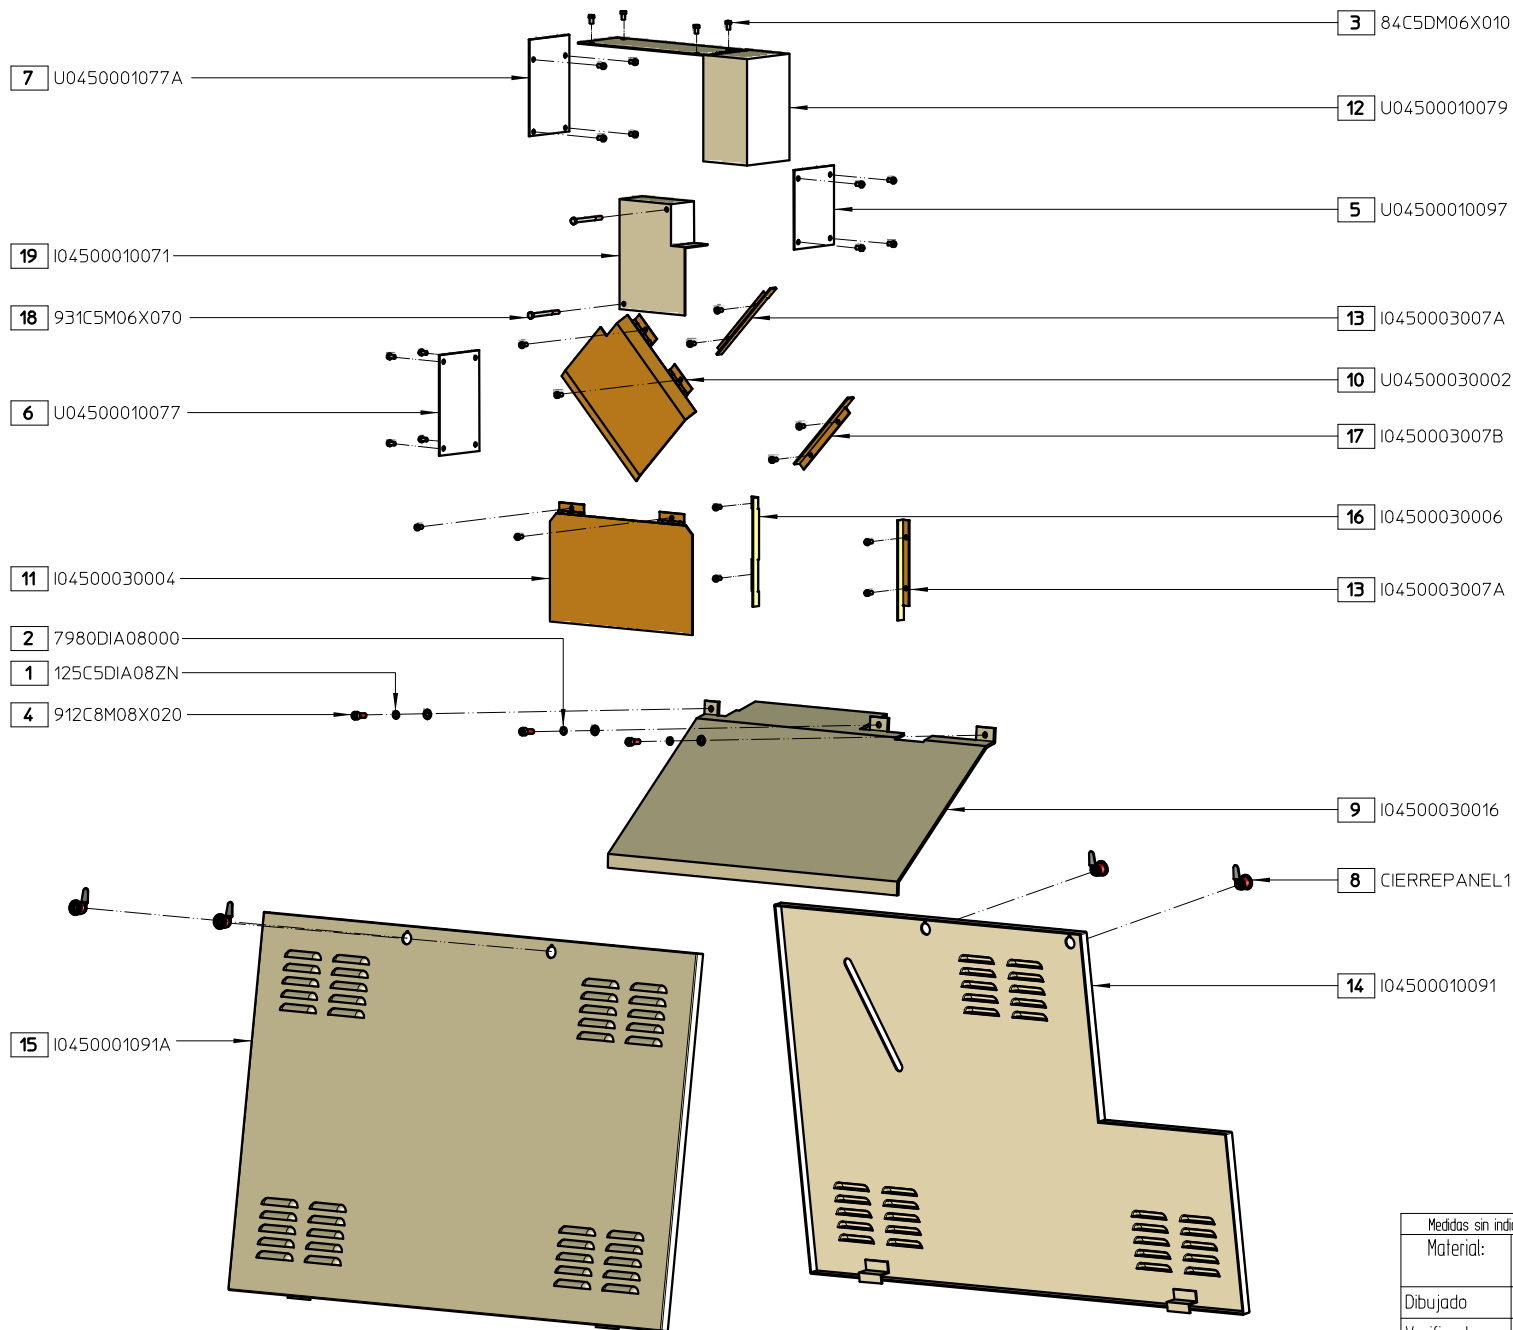 3 84C5DM06X010
7 U0450001077A
12 U04500010079
5 U04500010097
19 I04500010071
18 931C5M06X070
13 I0450003007A
10 U04500030002
6 U04500010077
17 I0450003007B
16 I04500030006
11 I04500030004
13 I0450003007A
2 7980DIA08000
1 125C5DIA08ZN
4 912C8M08X020
9 I04500030016
8 CIERREPANEL1
14 I04500010091
15 I0450001091A
Medidas sin indi
Material:
Dibujado